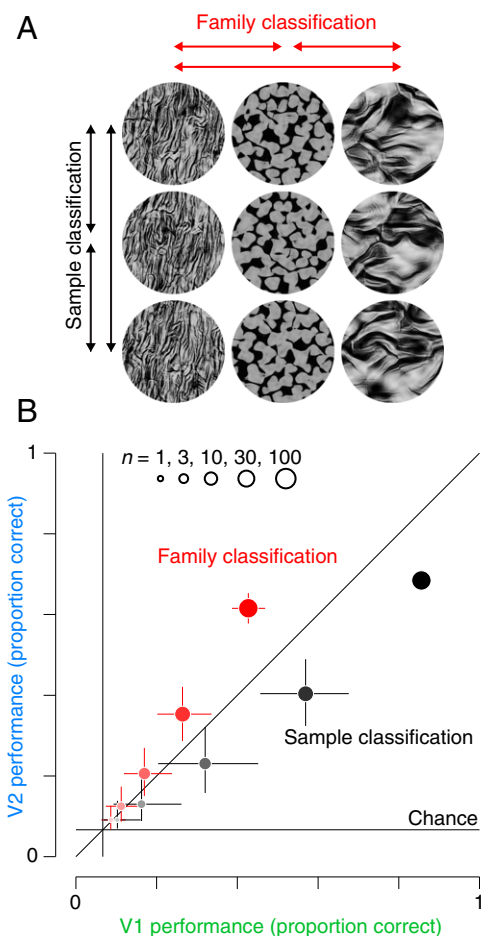 A
Family classification
Sample classification
B
1
n = 1, 3, 10, 30, 100
Family classification
V2 performance (proportion correct)
Sample classification
Chance
0
0
1
V1 performance (proportion correct)